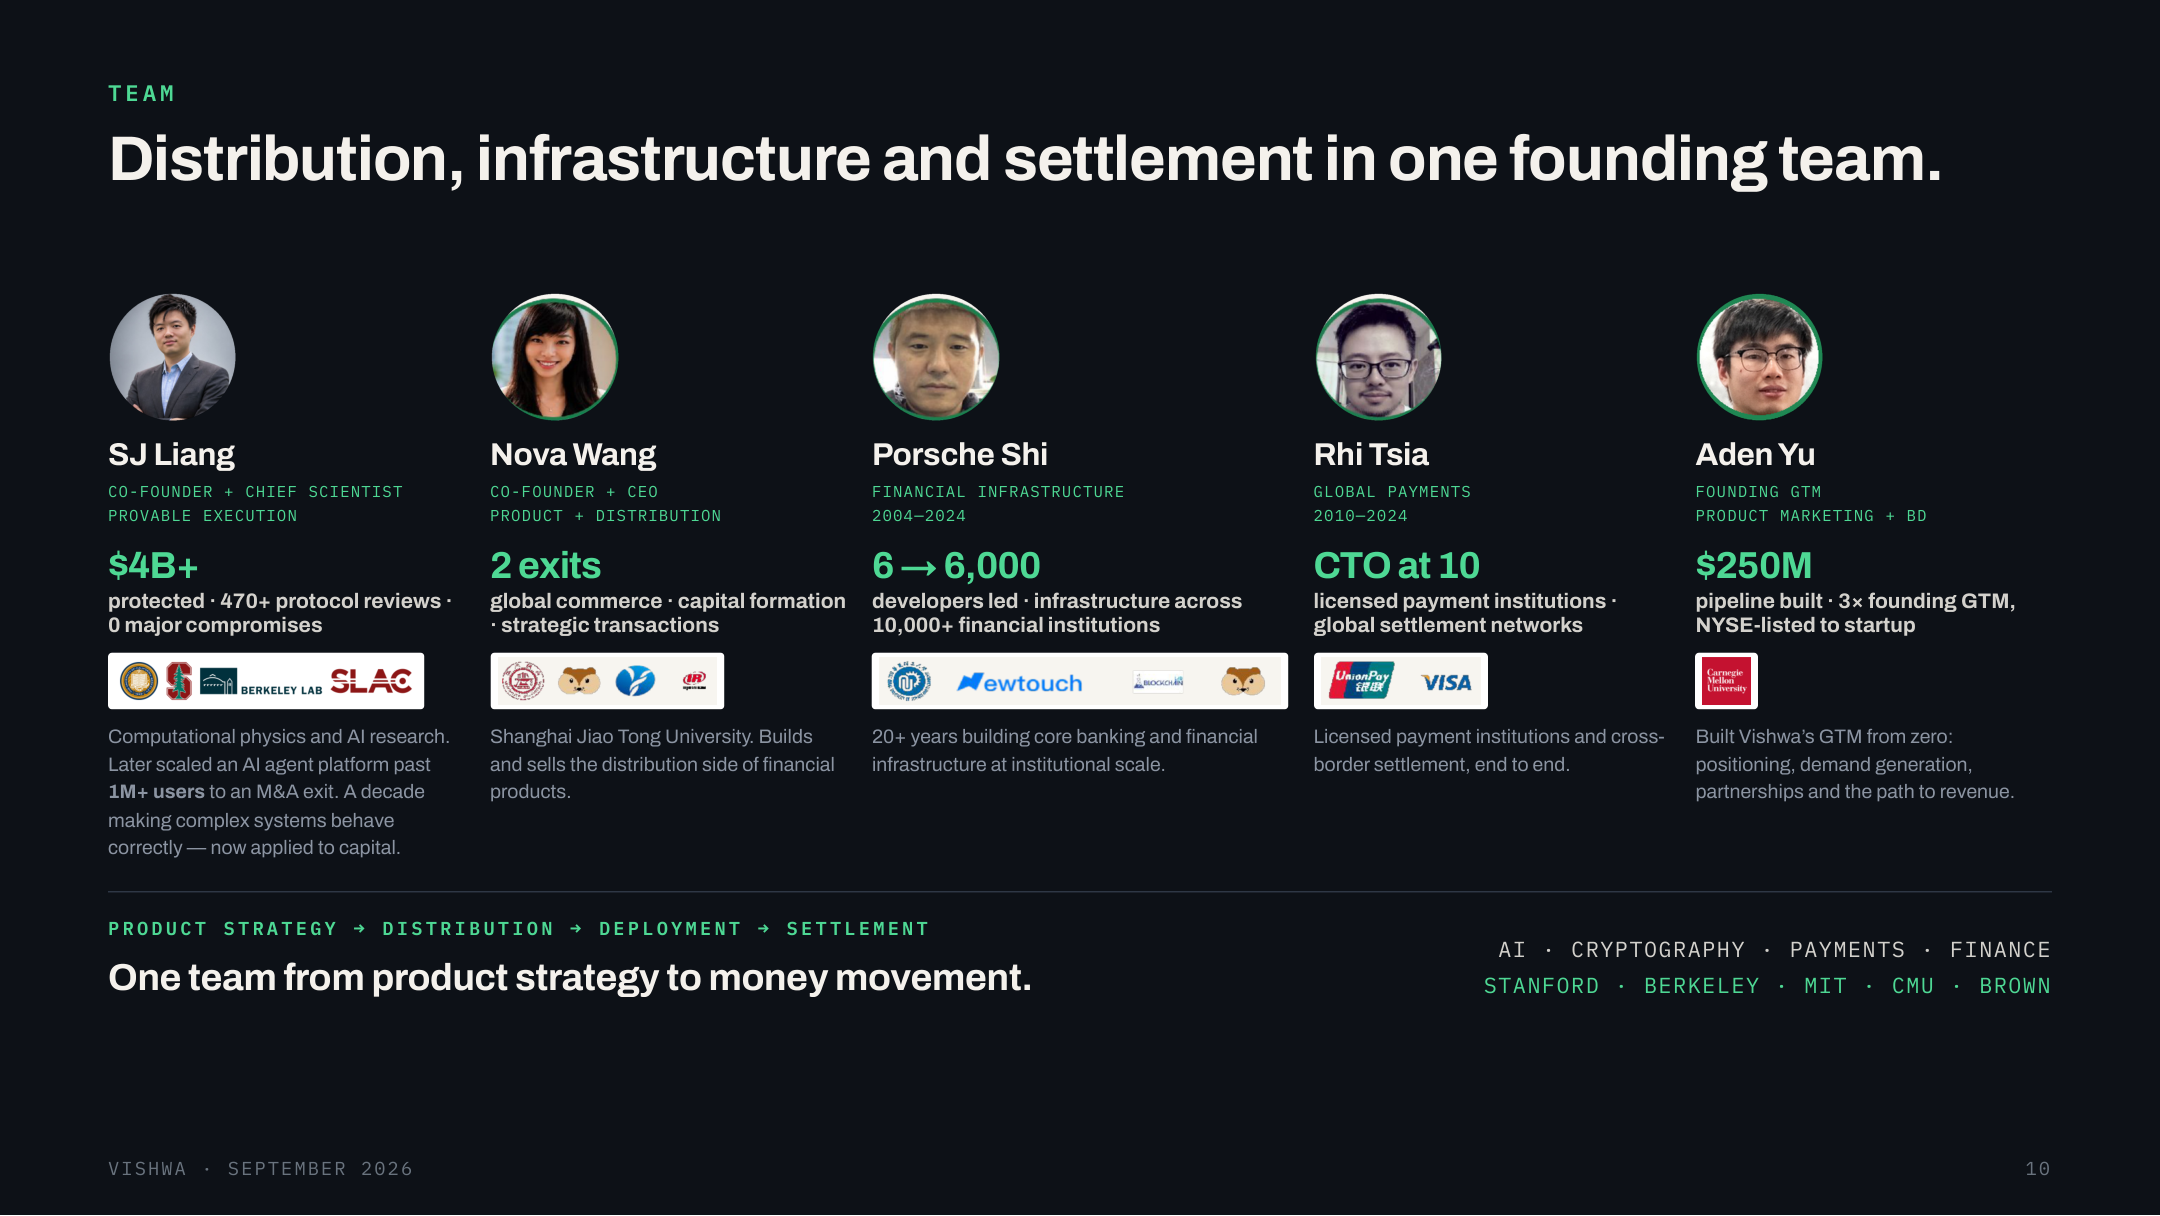 TEAM
Distribution, infrastructure and settlement in one founding team.
SJ Liang
CO-FOUNDER + CHIEF SCIENTIST
PROVABLE EXECUTION
$4B+
protected · 470+ protocol reviews ·
0 major compromises
BERKELEY LAB
SLAC
Computational physics and AI research.
Later scaled an AI agent platform past
1M+ users to an M&A exit. A decade
making complex systems behave
correctly — now applied to capital.
Nova Wang
CO-FOUNDER + CEO
PRODUCT + DISTRIBUTION
2 exits
global commerce · capital formation
· strategic transactions
IR
Shanghai Jiao Tong University. Builds
and sells the distribution side of financial
products.
Porsche Shi
FINANCIAL INFRASTRUCTURE
2004—2024
6 → 6,000
developers led · infrastructure across
10,000+ financial institutions
Newtouch
BLOCKCHAIN
20+ years building core banking and financial
infrastructure at institutional scale.
Rhi Tsia
GLOBAL PAYMENTS
2010—2024
CTO at 10
licensed payment institutions ·
global settlement networks
UnionPay
银联
VISA
Licensed payment institutions and cross-
border settlement, end to end.
Aden Yu
FOUNDING GTM
PRODUCT MARKETING + BD
$250M
pipeline built · 3× founding GTM,
NYSE-listed to startup
Carnegie
Mellon
University
Built Vishwa’s GTM from zero:
positioning, demand generation,
partnerships and the path to revenue.
PRODUCT STRATEGY → DISTRIBUTION → DEPLOYMENT → SETTLEMENT
One team from product strategy to money movement.
AI · CRYPTOGRAPHY · PAYMENTS · FINANCE
STANFORD · BERKELEY · MIT · CMU · BROWN
VISHWA · SEPTEMBER 2026
10